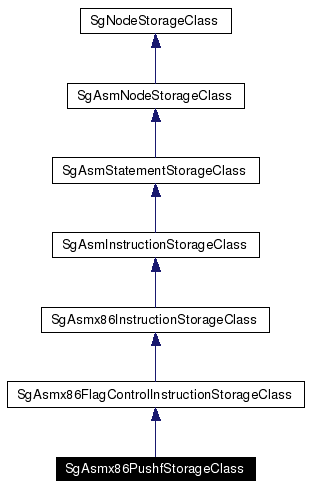 SgNodeStorageClass
SgAsmNodeStorageClass
SgAsmStatementStorageClass
SgAsmInstructionStorageClass
SgAsmx86InstructionStorageClass
SgAsmx86FlagControlInstructionStorageClass
SgAsmx86PushfStorageClass